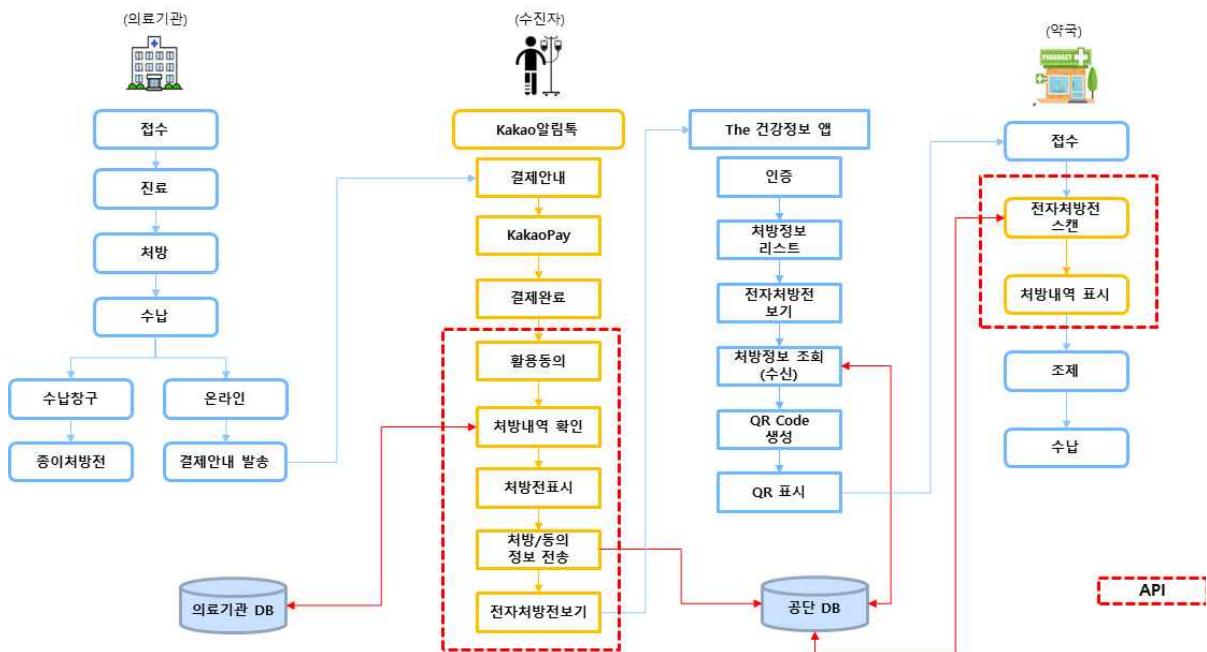 (의료기관)
접수
진료
처방
수납
수납창구
온라인
종이처방전
결제안내 발송
의료기관 DB
(수진자)
Kakao알림톡
결제안내
KakaoPay
결제완료
활용동의
처방내역 확인
처방전표시
처방/동의
정보 전송
전자처방전보기
The 건강정보 앱
인증
처방정보
리스트
전자처방전
보기
처방정보 조회
(수신)
QR Code
생성
QR 표시
공단 DB
(약국)
PHARMACY
접수
전자처방전
스캔
처방내역 표시
조제
수납
API